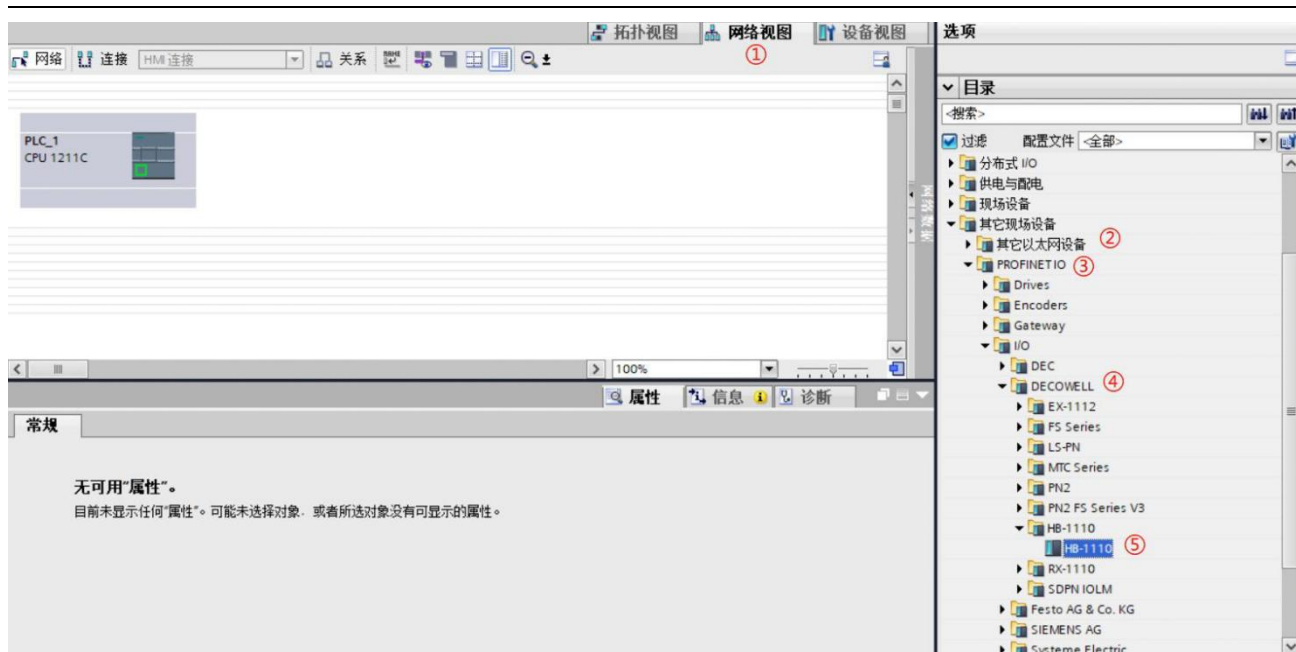 拓扑视图 网络视图 设备视图
①
网络 连接 HMI 连接 关系
PLC_1
CPU 1211C
100%
属性 信息 诊断
常规
无可用“属性”。
目前未显示任何“属性”。可能未选择对象,或者所选对象没有可显示的属性。
网络数据
选项
目录
<搜索>
过滤 配置文件 <全部>
分布式 I/O
供电与配电
现场设备
其它现场设备
其它以太网设备 ②
PROFINET IO ③
Drives
Encoders
Gateway
I/O
DEC
DECOWELL ④
EX-1112
FS Series
LS-PN
MTC Series
PN2
PN2 FS Series V3
HB-1110
HB-1110 ⑤
RX-1110
SDPN IOLM
Festo AG & Co. KG
SIEMENS AG
Systeme Electric